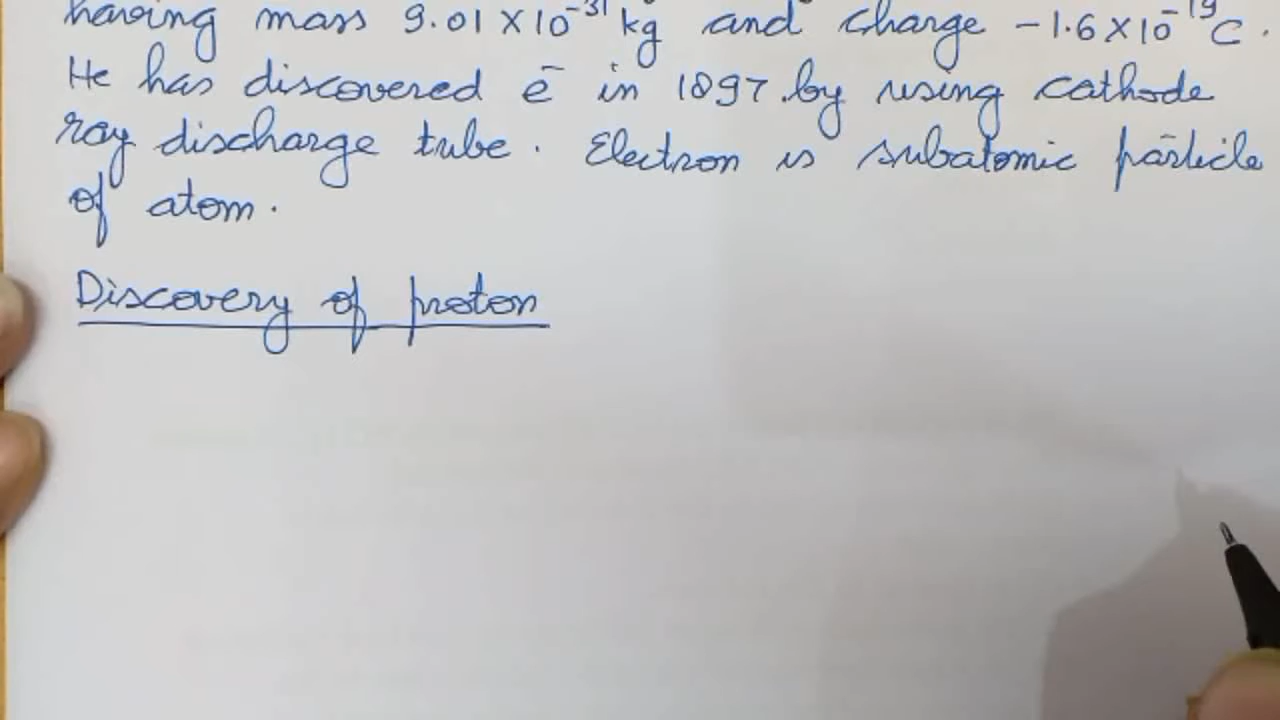 having mass 9.01 × 10⁻³¹ kg and charge -1.6 × 10⁻¹⁹ C.
He has discovered e⁻ in 1897 by using cathode
ray discharge tube. Electron is subatomic particle
of atom.
Discovery of proton